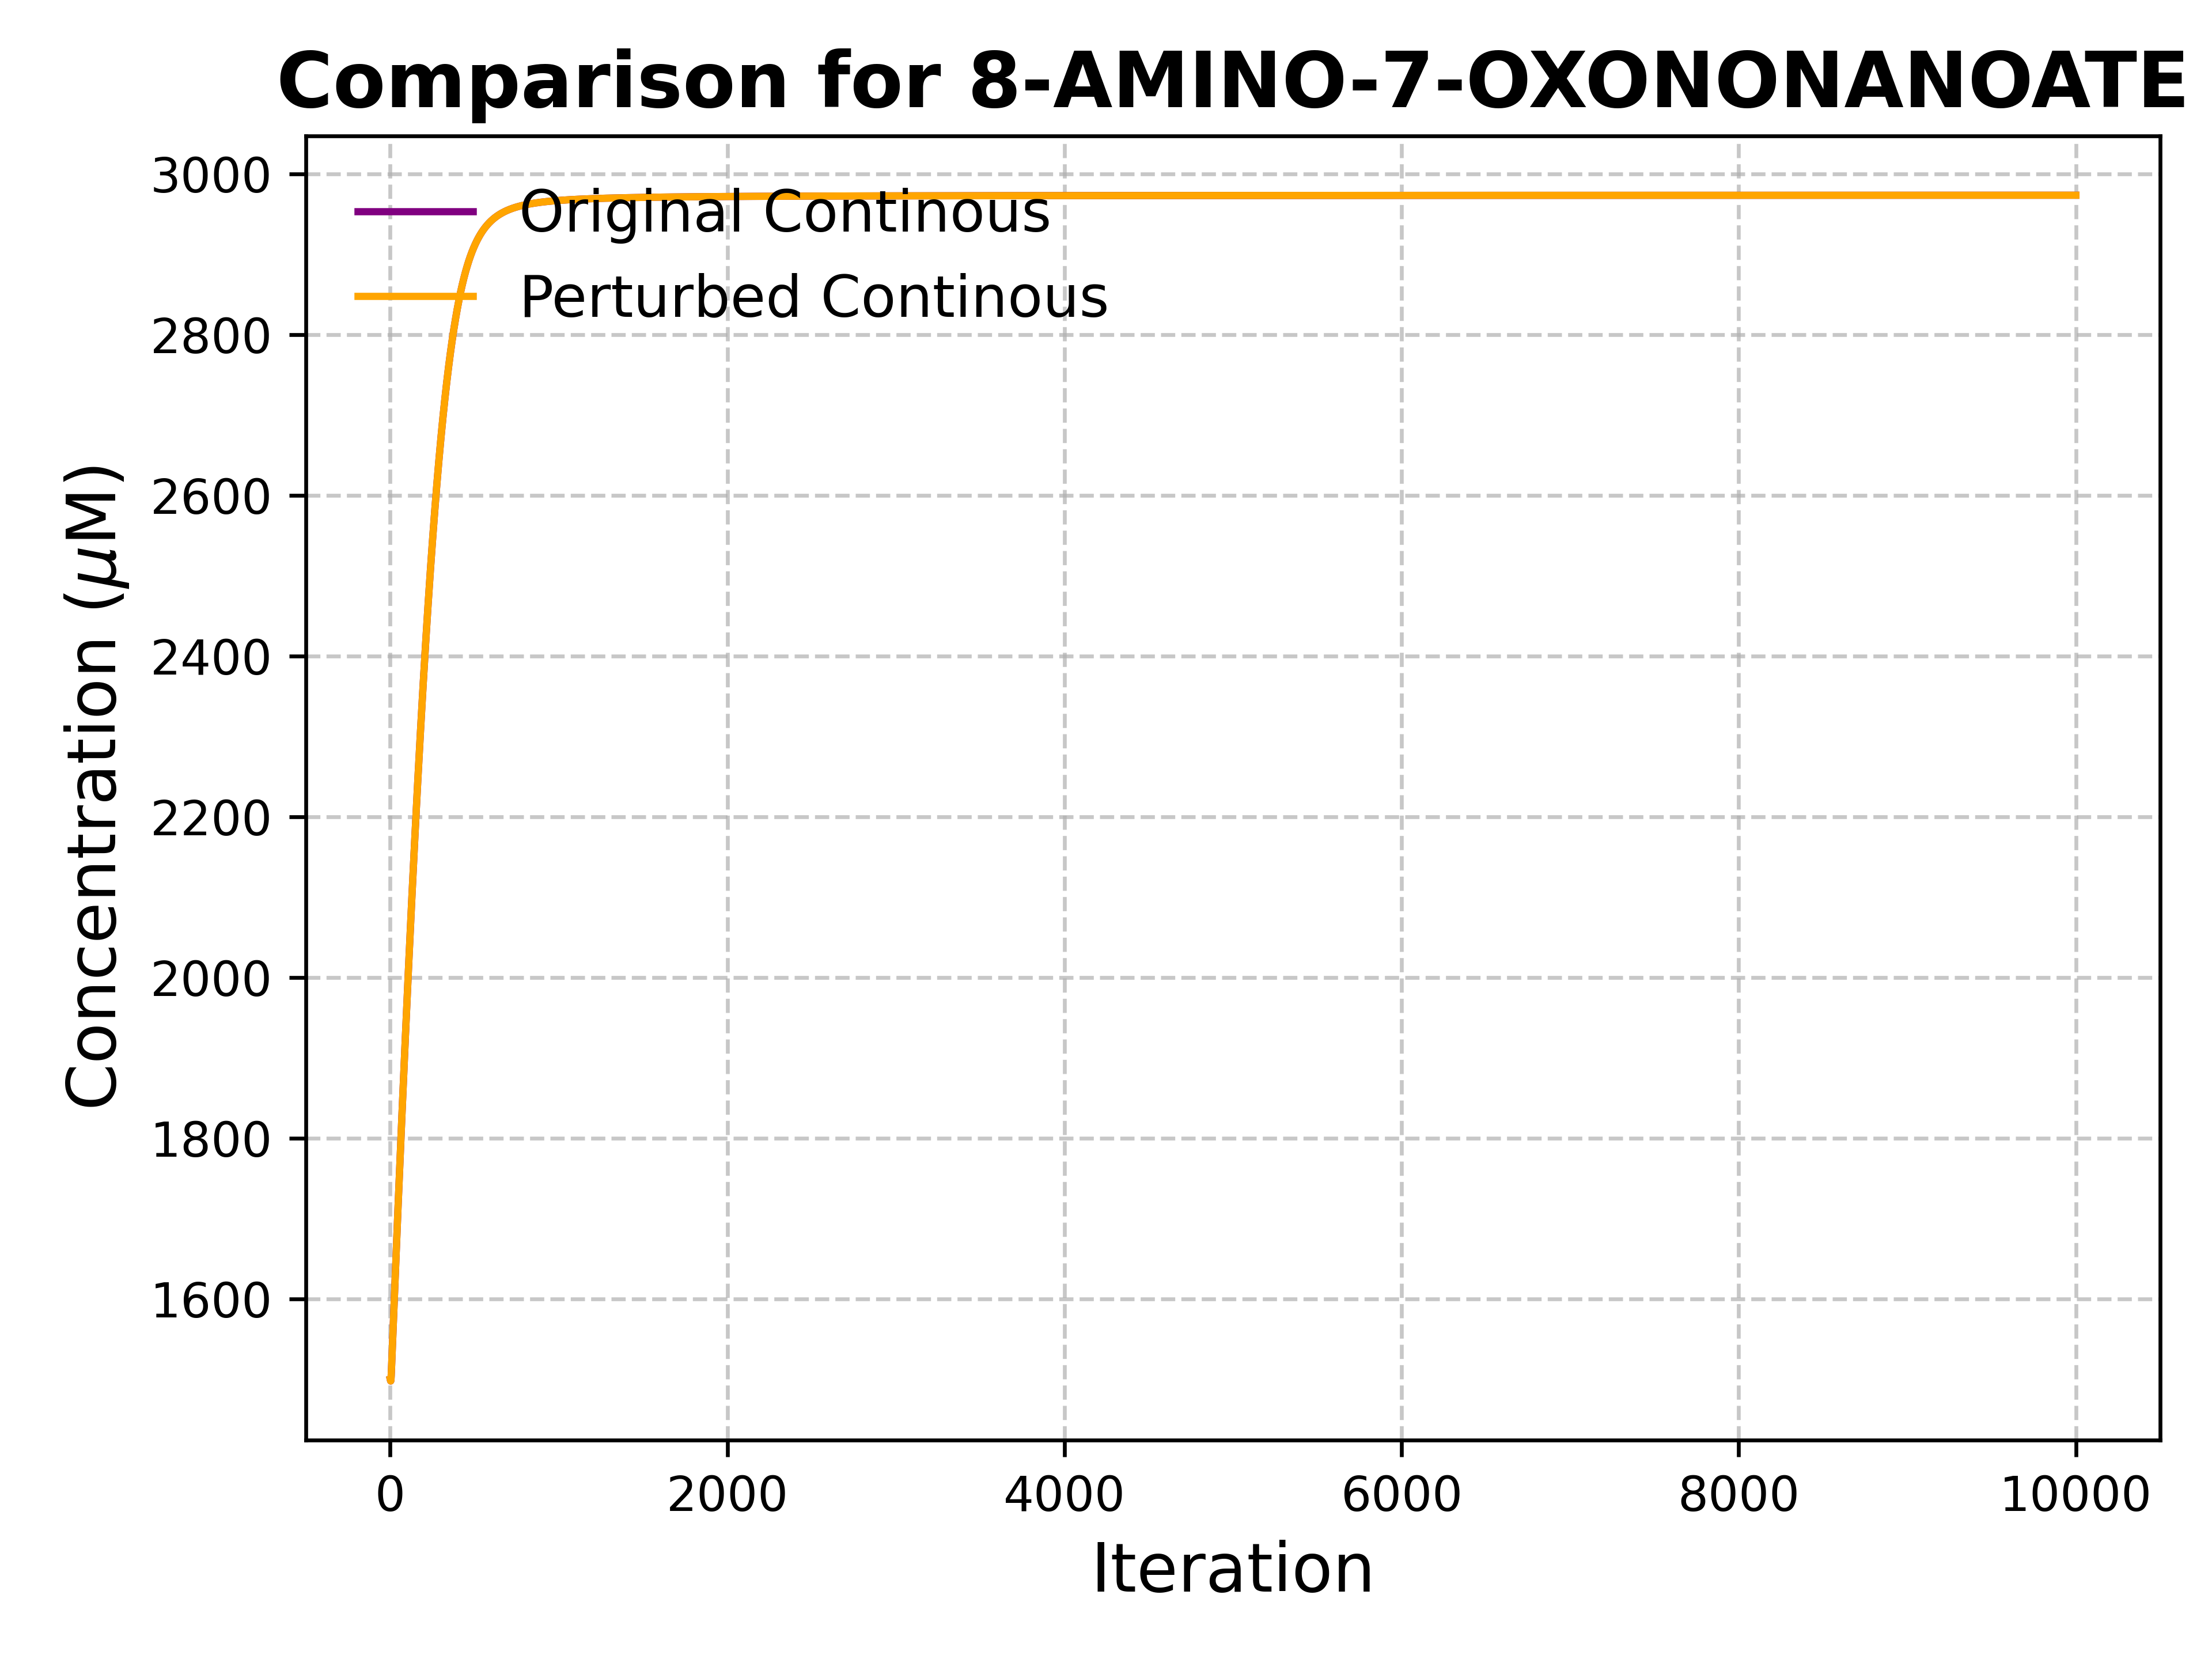 Comparison for 8-AMINO-7-OXONONANOATE
Original Continous
Perturbed Continous
Concentration (μM)
3000
2800
2600
2400
2200
2000
1800
1600
0 2000 4000 6000 8000 10000
Iteration